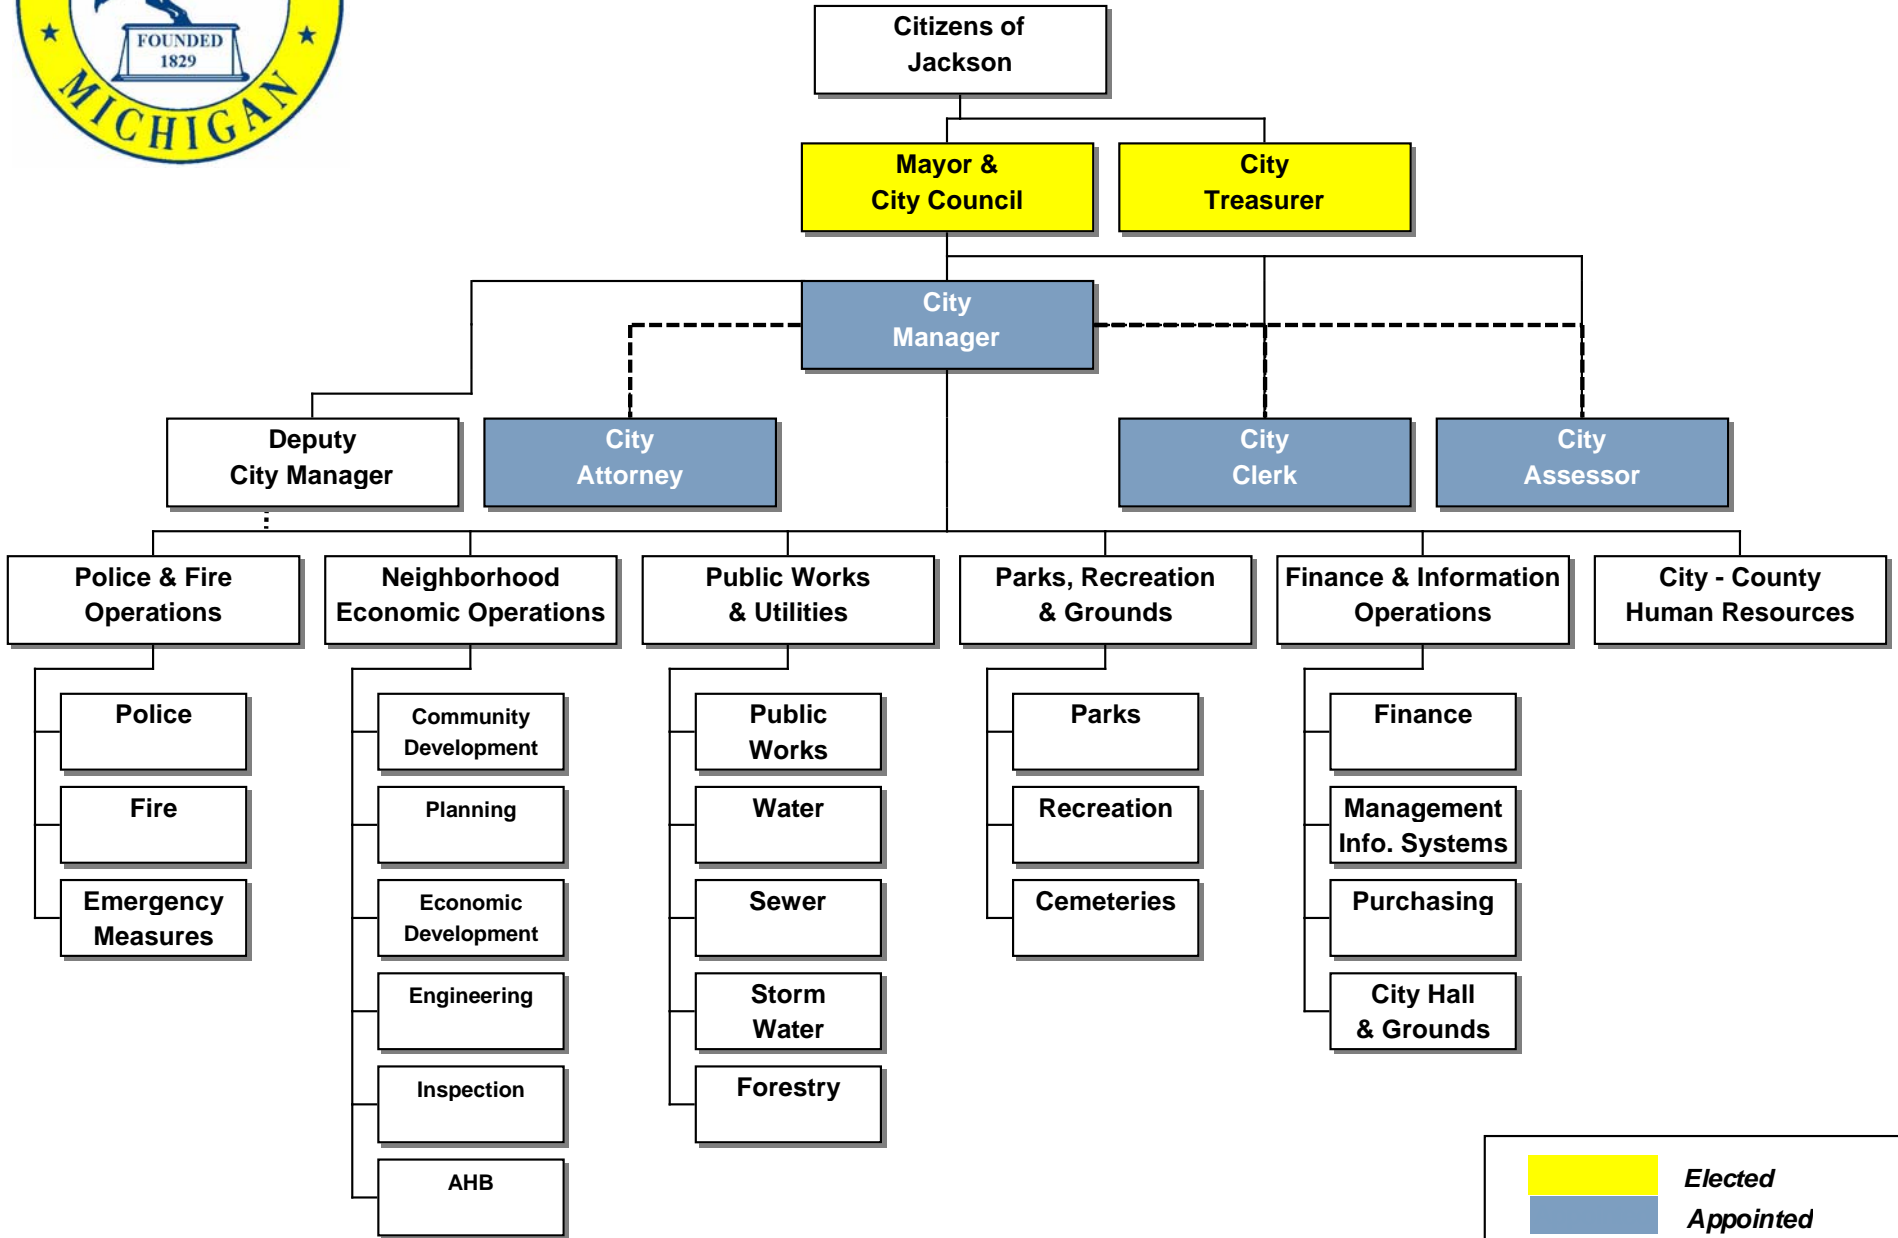 FOUNDED
1829
MICHIGAN
Citizens of
Jackson
Mayor &
City Council
City
Treasurer
City
Manager
Deputy
City Manager
City
Attorney
City
Clerk
City
Assessor
Police & Fire
Operations
Neighborhood
Economic Operations
Public Works
& Utilities
Parks, Recreation
& Grounds
Finance & Information
Operations
City - County
Human Resources
Police
Fire
Emergency
Measures
Community
Development
Planning
Economic
Development
Engineering
Inspection
AHB
Public
Works
Water
Sewer
Storm
Water
Forestry
Parks
Recreation
Cemeteries
Finance
Management
Info. Systems
Purchasing
City Hall
& Grounds
Elected
Appointed